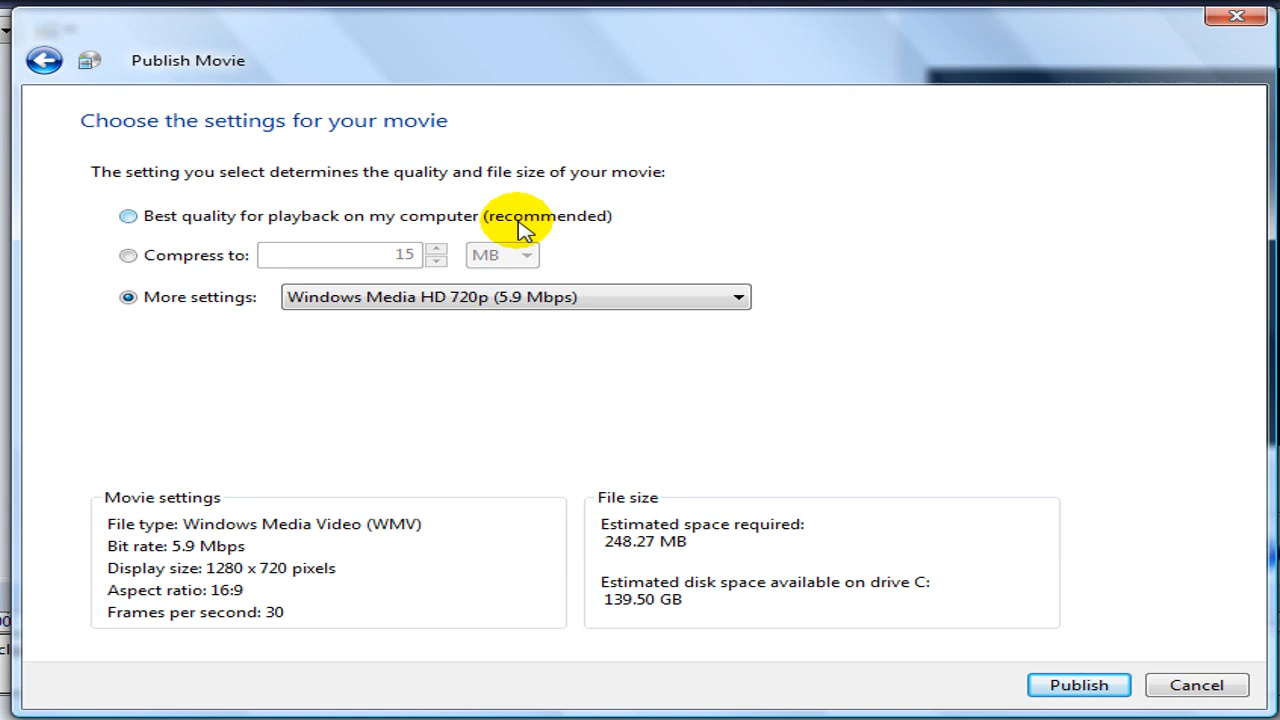 Publish Movie
Choose the settings for your movie
The setting you select determines the quality and file size of your movie:
Best quality for playback on my computer (recommended)
Compress to: 15 MB
More settings: Windows Media HD 720p (5.9 Mbps)
Movie settings
File type: Windows Media Video (WMV)
Bit rate: 5.9 Mbps
Display size: 1280 x 720 pixels
Aspect ratio: 16:9
Frames per second: 30
File size
Estimated space required:
248.27 MB
Estimated disk space available on drive C:
139.50 GB
Publish Cancel